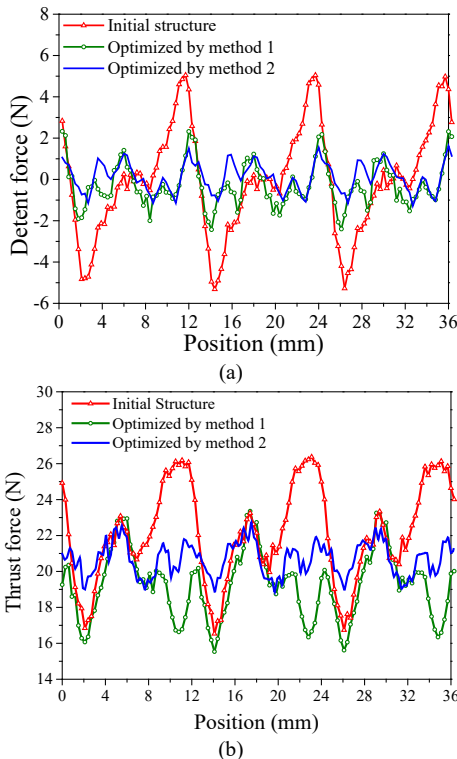 6
4
2
0
-2
-4
-6
Detent force (N)
Initial structure
Optimized by method 1
Optimized by method 2
0 4 8 12 16 20 24 28 32 36
Position (mm)
(a)
30
28
26
24
22
20
18
16
14
Thrust force (N)
Initial Structure
Optimized by method 1
Optimized by method 2
0 4 8 12 16 20 24 28 32 36
Position (mm)
(b)